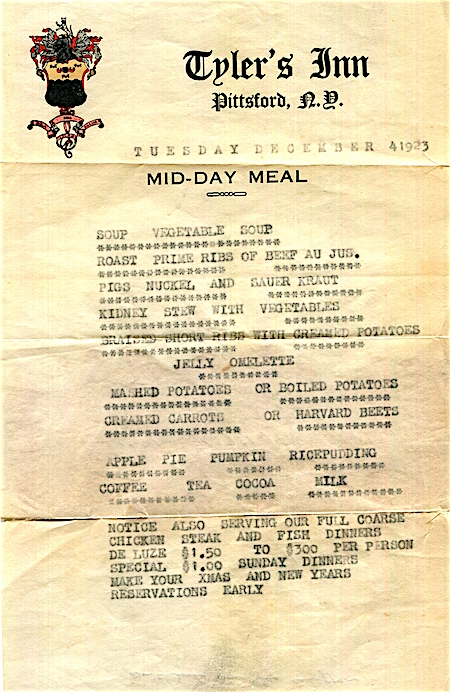 Tyler's Inn
Pittsford, N.Y.
TUESDAY DECEMBER 41923
MID-DAY MEAL
SOUP VEGETABLE SOUP
ROAST PRIME RIBS OF BEEF AU JUS.
PIGS NUCKEL AND SAUER KRAUT
KIDNEY STEW WITH VEGETABLES
BRAISED SHORT RIBS WITH CREAMED POTATOES
JELLY OMELETTE
MASHED POTATOES OR BOILED POTATOES
CREAMED CARROTS OR HARVARD BEETS
APPLE PIE PUMPKIN RICEPUDDING
COFFEE TEA COCOA MILK
NOTICE ALSO SERVING OUR FULL COARSE
CHICKEN STEAK AND FISH DINNERS
DE LUZE $1.50 TO $300 PER PERSON
SPECIAL $1.00 SUNDAY DINNERS
MAKE YOUR XMAS AND NEW YEARS
RESERVATIONS EARLY